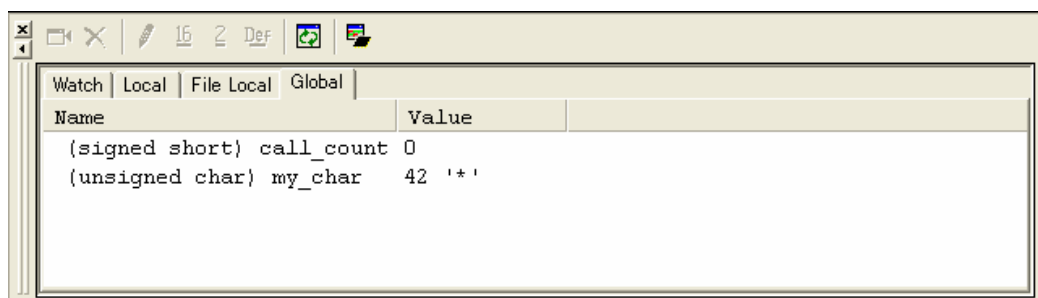 16 2 Def
Watch Local File Local Global
Name Value
(signed short) call_count 0
(unsigned char) my_char 42 '*'